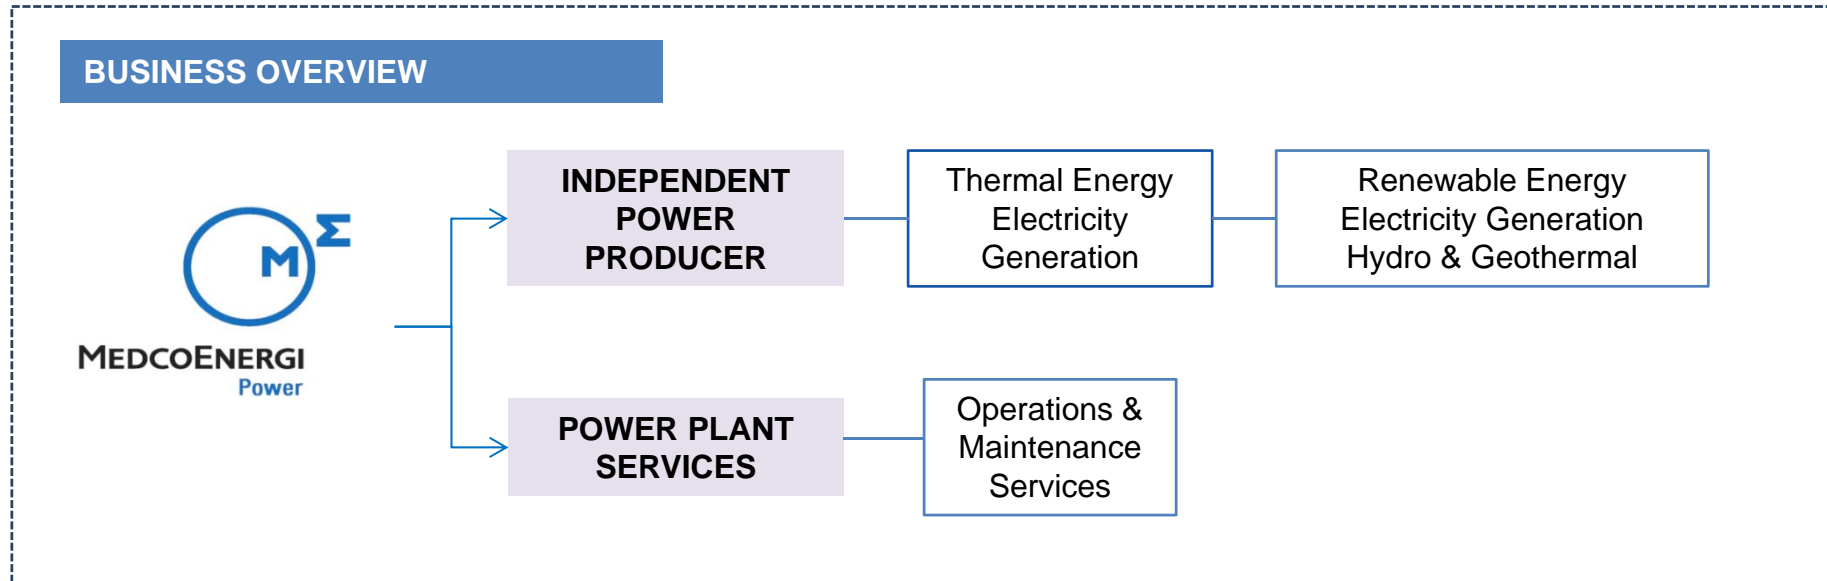 BUSINESS OVERVIEW
INDEPENDENT
POWER
PRODUCER
Thermal Energy
Electricity
Generation
Renewable Energy
Electricity Generation
Hydro & Geothermal
M
Σ
MEDCOENERGI
Power
POWER PLANT
SERVICES
Operations &
Maintenance
Services